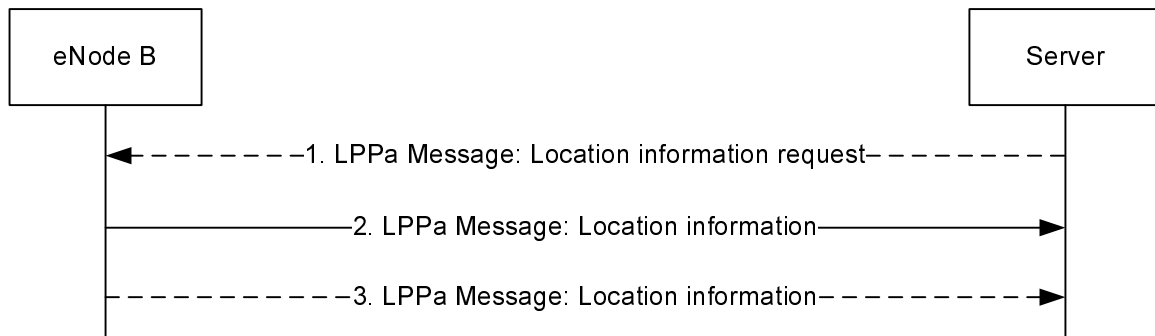 eNode B
Server
1. LPPa Message: Location information request
2. LPPa Message: Location information
3. LPPa Message: Location information